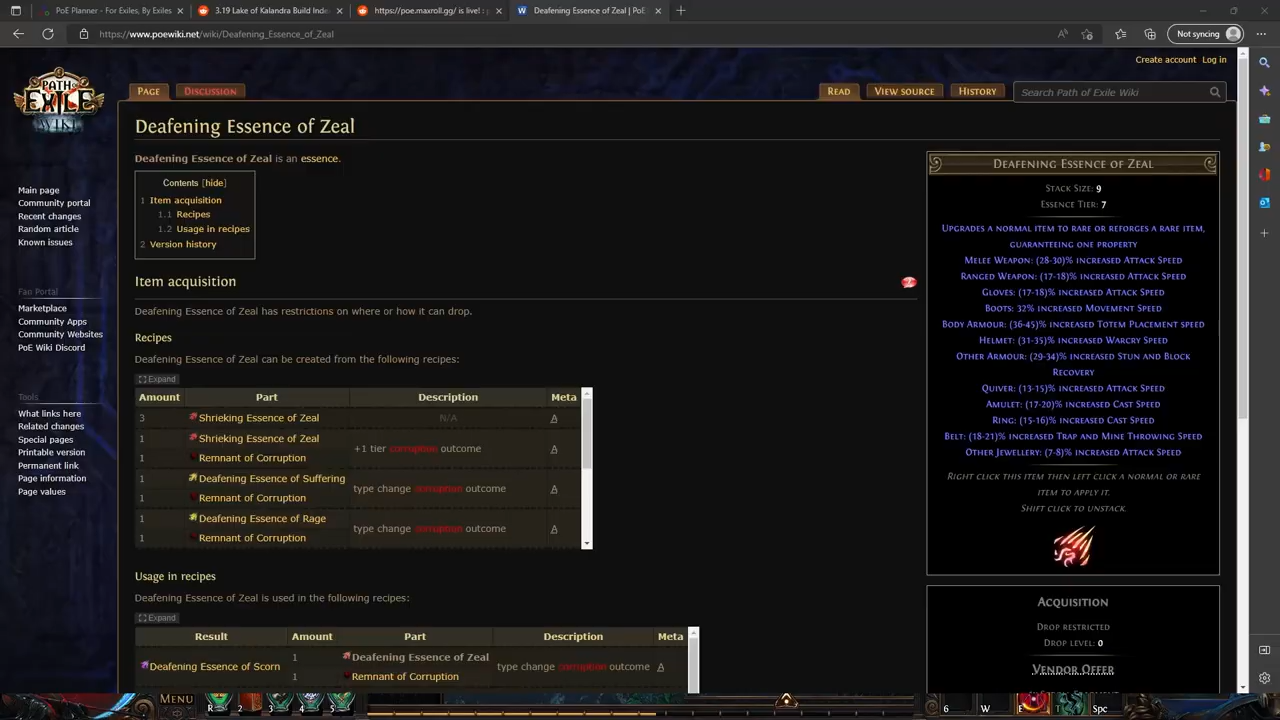 PoE Planner - For Exiles, By Exiles
3.19 Lake of Kalandra Build Inde
https://poe.maxroll.gg/ is live! : p
Deafening Essence of Zeal | PoE
https://www.poewiki.net/wiki/Deafening_Essence_of_Zeal
Not syncing
Create account Log in
PATH OF EXILE WIKI
PAGE DISCUSSION READ VIEW SOURCE HISTORY
Search Path of Exile Wiki
Deafening Essence of Zeal
Deafening Essence of Zeal is an essence.
Contents [hide]
1 Item acquisition
1.1 Recipes
1.2 Usage in recipes
2 Version history
Main page
Community portal
Recent changes
Random article
Known issues
Fao Portal
Marketplace
Community Apps
Community Websites
PoE Wiki Discord
Tools
What links here
Related changes
Special pages
Printable version
Permanent link
Page information
Page values
Item acquisition
Deafening Essence of Zeal has restrictions on where or how it can drop.
Recipes
Deafening Essence of Zeal can be created from the following recipes:
Expand
Amount Part Description Meta
3 Shrieking Essence of Zeal N/A A
1 Shrieking Essence of Zeal
1 Remnant of Corruption
+1 tier corruption outcome A
1 Deafening Essence of Suffering
1 Remnant of Corruption
type change corruption outcome A
1 Deafening Essence of Rage
1 Remnant of Corruption
type change corruption outcome A
Usage in recipes
Deafening Essence of Zeal is used in the following recipes:
Expand
Result Amount Part Description Meta
Deafening Essence of Scorn
1 Deafening Essence of Zeal
1 Remnant of Corruption
type change corruption outcome A
DEAFENING ESSENCE OF ZEAL
STACK SIZE: 9
ESSENCE TIER: 7
UPGRADES A NORMAL ITEM TO RARE OR REFORGES A RARE ITEM,
GUARANTEEING ONE PROPERTY
MELEE WEAPON: (28-30)% INCREASED ATTACK SPEED
RANGED WEAPON: (17-18)% INCREASED ATTACK SPEED
GLOVES: (17-18)% INCREASED ATTACK SPEED
BOOTS: 32% INCREASED MOVEMENT SPEED
BODY ARMOUR: (36-45)% INCREASED TOTEM PLACEMENT SPEED
HELMET: (31-35)% INCREASED WARCRY SPEED
OTHER ARMOUR: (29-34)% INCREASED STUN AND BLOCK
RECOVERY
QUIVER: (13-15)% INCREASED ATTACK SPEED
AMULET: (17-20)% INCREASED CAST SPEED
RING: (15-16)% INCREASED CAST SPEED
BELT: (18-21)% INCREASED TRAP AND MINE THROWING SPEED
OTHER JEWELLERY: (7-8)% INCREASED ATTACK SPEED
RIGHT CLICK THIS ITEM THEN LEFT CLICK A NORMAL OR RARE
ITEM TO APPLY IT.
SHIFT CLICK TO UNSTACK.
ACQUISITION
DROP RESTRICTED
DROP LEVEL: 0
VENDOR OFFER
MENU
R 2 3 4 5
6 W Spc